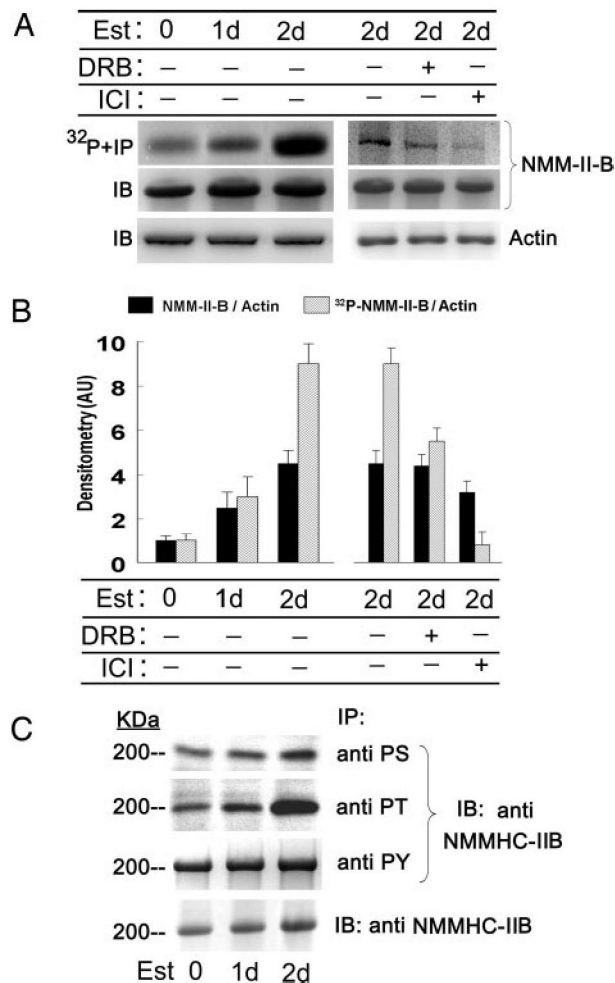 A
Est: 0 1d 2d 2d 2d 2d
DRB: – – – – + –
ICI: – – – – – +
32P+IP
NMM-II-B
IB
IB
Actin
B
NMM-II-B / Actin 32P-NMM-II-B/Actin
Densitometry (AU)
10
8
6
4
2
0
Est: 0 1d 2d 2d 2d 2d
DRB: – – – – + –
ICI: – – – – – +
C
KDa IP:
200-- anti PS
200-- anti PT
IB: anti
NMMHC-IIB
200-- anti PY
200-- IB: anti NMMHC-IIB
Est 0 1d 2d